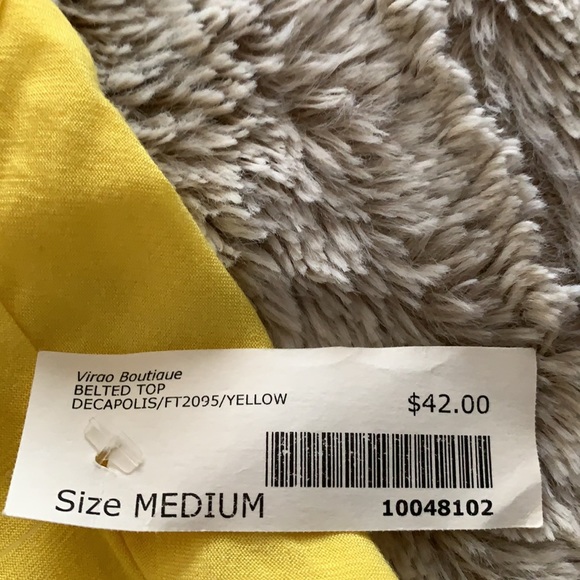 Virgo Boutique
BELTED TOP
DECAPOLIS/FT2095/YELLOW
$42.00
Size MEDIUM
10048102